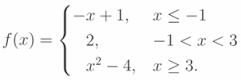 f(x) = { -x + 1, x ≤ -1
2, -1 < x < 3
x² - 4, x ≥ 3.